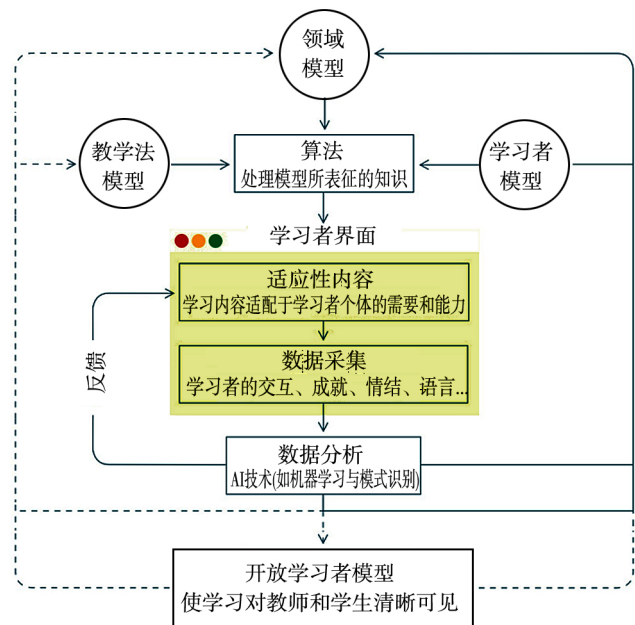 领域
模型
教学法
模型
算法
处理模型所表征的知识
学习者
模型
学习者界面
适应性内容
学习内容适配于学习者个体的需要和能力
数据采集
学习者的交互、成就、情结、语言...
反馈
数据分析
AI技术(如机器学习与模式识别)
开放学习者模型
使学习对教师和学生清晰可见